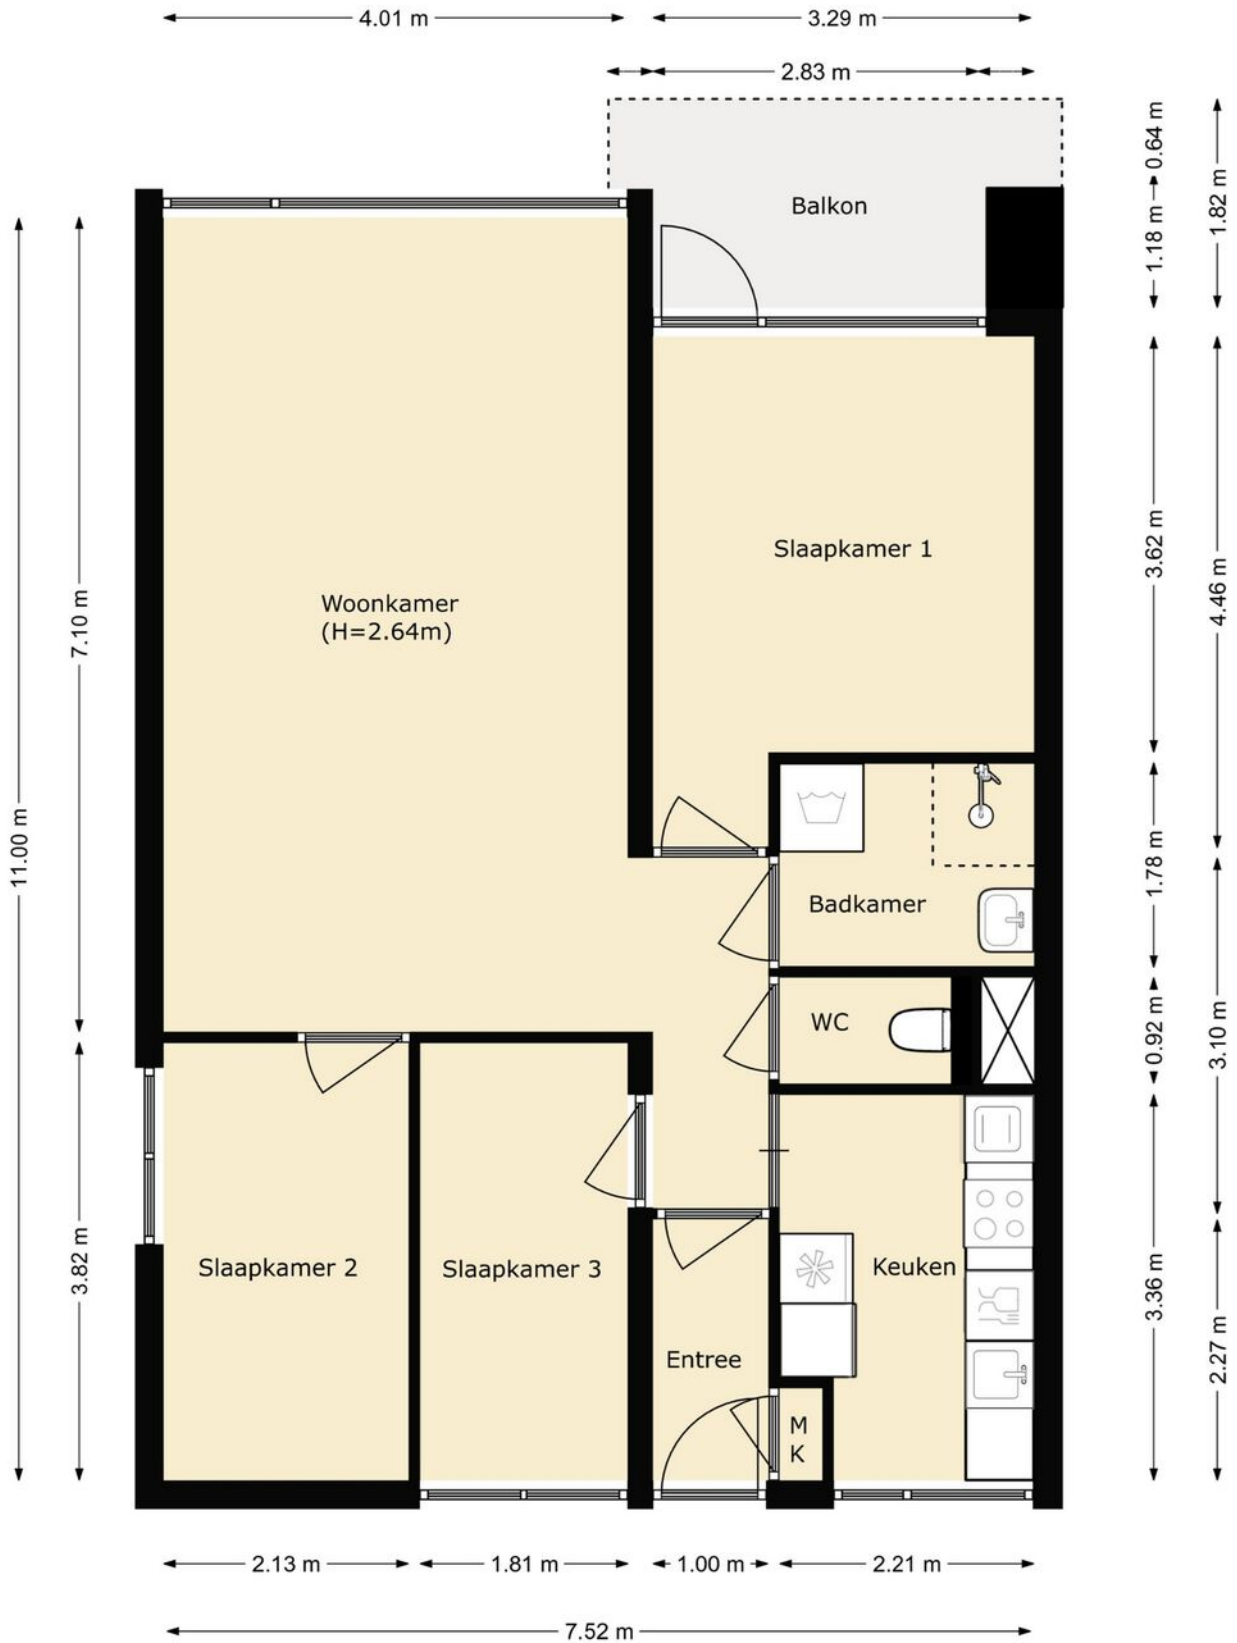 4.01 m
3.29 m
2.83 m
0.64 m
1.18 m
1.82 m
Balkon
Slaapkamer 1
3.62 m
4.46 m
Woonkamer
(H=2.64m)
7.10 m
11.00 m
Badkamer
1.78 m
WC
0.92 m
3.10 m
Slaapkamer 2
Slaapkamer 3
Keuken
3.82 m
3.36 m
Entree
2.27 m
M
K
2.13 m
1.81 m
1.00 m
2.21 m
7.52 m